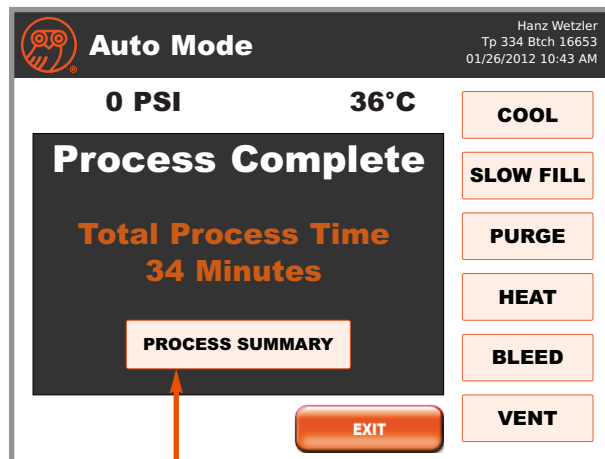 Auto Mode
Hanz Wetzler
Tp 334 Btch 16653
01/26/2012 10:43 AM
0 PSI
36°C
Process Complete
Total Process Time
34 Minutes
PROCESS SUMMARY
EXIT
COOL
SLOW FILL
PURGE
HEAT
BLEED
VENT